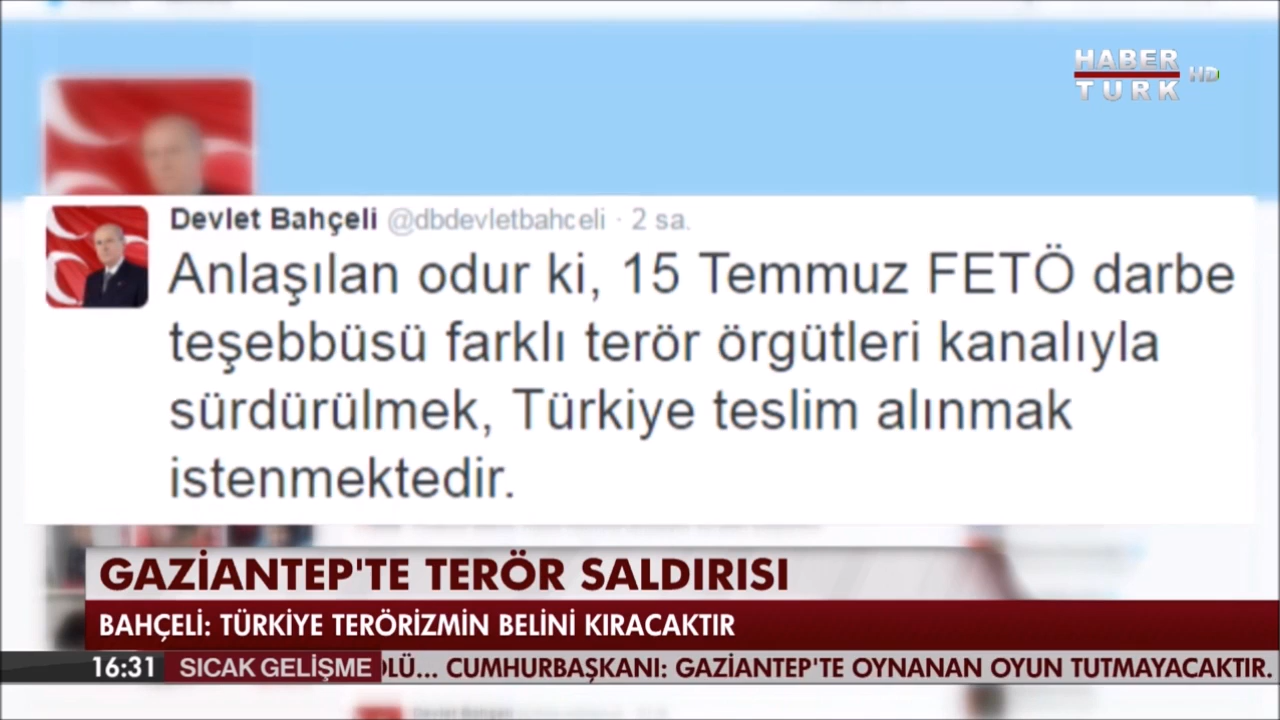 HABER
TURK HD
Devlet Bahçeli @dbdevletbahceli · 2 sa.
Anlaşılan odur ki, 15 Temmuz FETÖ darbe
teşebbüsü farklı terör örgütleri kanalıyla
sürdürülmek, Türkiye teslim alınmak
istenmektedir.
GAZİANTEP'TE TERÖR SALDIRISI
BAHÇELİ: TÜRKİYE TERÖRİZMİN BELİNİ KIRACAKTIR
16:31 SICAK GELİŞME LÜ... CUMHURBAŞKANI: GAZİANTEP'TE OYNANAN OYUN TUTMAYACAKTIR.